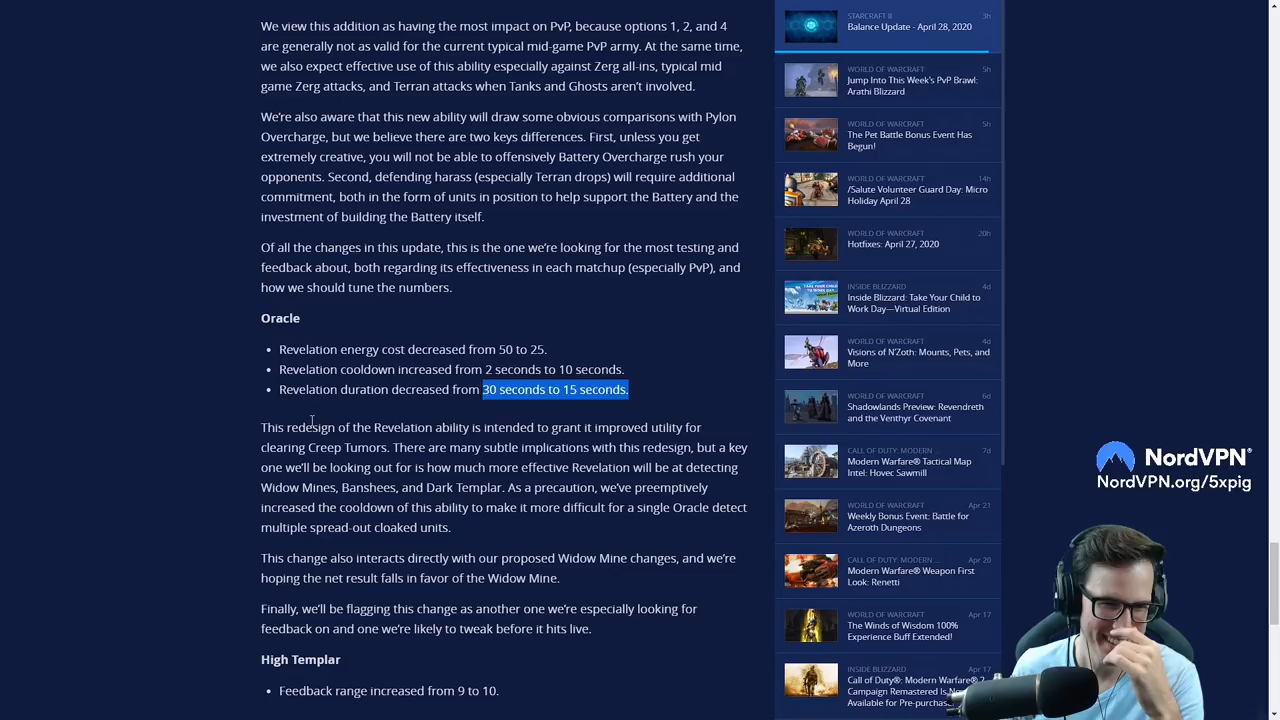 We view this addition as having the most impact on PvP, because options 1, 2, and 4
are generally not as valid for the current typical mid-game PvP army. At the same time,
we also expect effective use of this ability especially against Zerg all-ins, typical mid
game Zerg attacks, and Terran attacks when Tanks and Ghosts aren't involved.
We're also aware that this new ability will draw some obvious comparisons with Pylon
Overcharge, but we believe there are two keys differences. First, unless you get
extremely creative, you will not be able to offensively Battery Overcharge rush your
opponents. Second, defending harass (especially Terran drops) will require additional
commitment, both in the form of units in position to help support the Battery and the
investment of building the Battery itself.
Of all the changes in this update, this is the one we're looking for the most testing and
feedback about, both regarding its effectiveness in each matchup (especially PvP), and
how we should tune the numbers.
Oracle
• Revelation energy cost decreased from 50 to 25.
• Revelation cooldown increased from 2 seconds to 10 seconds.
• Revelation duration decreased from 30 seconds to 15 seconds.
This redesign of the Revelation ability is intended to grant it improved utility for
clearing Creep Tumors. There are many subtle implications with this redesign, but a key
one we'll be looking out for is how much more effective Revelation will be at detecting
Widow Mines, Banshees, and Dark Templar. As a precaution, we've preemptively
increased the cooldown of this ability to make it more difficult for a single Oracle detect
multiple spread-out cloaked units.
This change also interacts directly with our proposed Widow Mine changes, and we're
hoping the net result falls in favor of the Widow Mine.
Finally, we'll be flagging this change as another one we're especially looking for
feedback on and one we're likely to tweak before it hits live.
High Templar
• Feedback range increased from 9 to 10.
STARCRAFT II 3h
Balance Update - April 28, 2020
WORLD OF WARCRAFT 5h
Jump Into This Week's PvP Brawl:
Arathi Blizzard
WORLD OF WARCRAFT 5h
The Pet Battle Bonus Event Has
Begun!
WORLD OF WARCRAFT 14h
/Salute Volunteer Guard Day: Micro
Holiday April 28
WORLD OF WARCRAFT 20h
Hotfixes: April 27, 2020
INSIDE BLIZZARD 4d
Inside Blizzard: Take Your Child to
Work Day—Virtual Edition
WORLD OF WARCRAFT 4d
Visions of N'Zoth: Mounts, Pets, and
More
WORLD OF WARCRAFT 6d
Shadowlands Preview: Revendreth
and the Venthyr Covenant
CALL OF DUTY: MODERN ... 7d
Modern Warfare® Tactical Map
Intel: Hovec Sawmill
WORLD OF WARCRAFT Apr 21
Weekly Bonus Event: Battle for
Azeroth Dungeons
CALL OF DUTY: MODERN ... Apr 20
Modern Warfare® Weapon First
Look: Renetti
WORLD OF WARCRAFT Apr 17
The Winds of Wisdom 100%
Experience Buff Extended!
INSIDE BLIZZARD Apr 17
Call of Duty®: Modern Warfare® 2
Campaign Remastered Is
Available for Pre-purchase
NordVPN®
NordVPN.org/5xpig